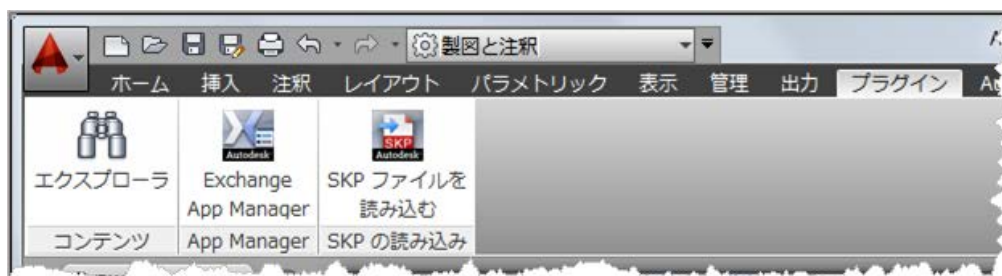 製図と注釈
ホーム 挿入 注釈 レイアウト パラメトリック 表示 管理 出力 プラグイン
エクスプローラ
Autodesk
Exchange
App Manager
SKP
Autodesk
SKP ファイルを
読み込む
コンテンツ App Manager SKP の読み込み